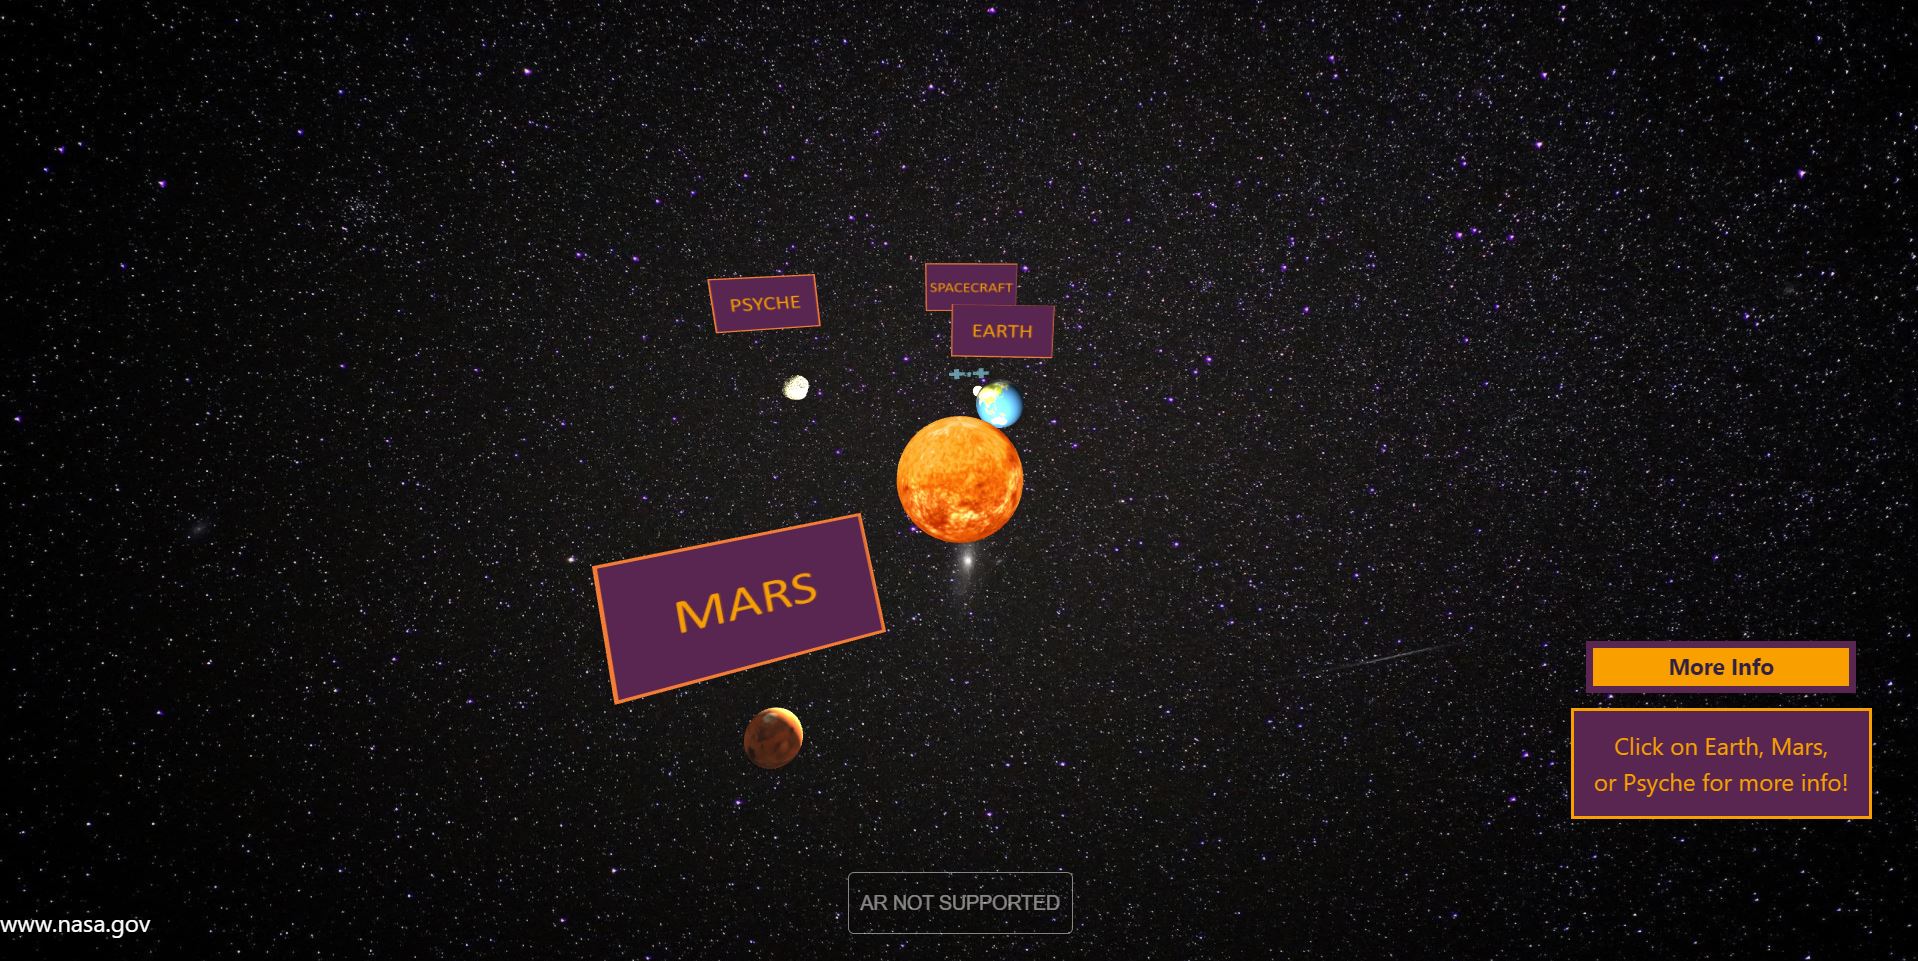 SPACECRAFT
PSYCHE
EARTH
MARS
More Info
Click on Earth, Mars,
or Psyche for more info!
AR NOT SUPPORTED
www.nasa.gov